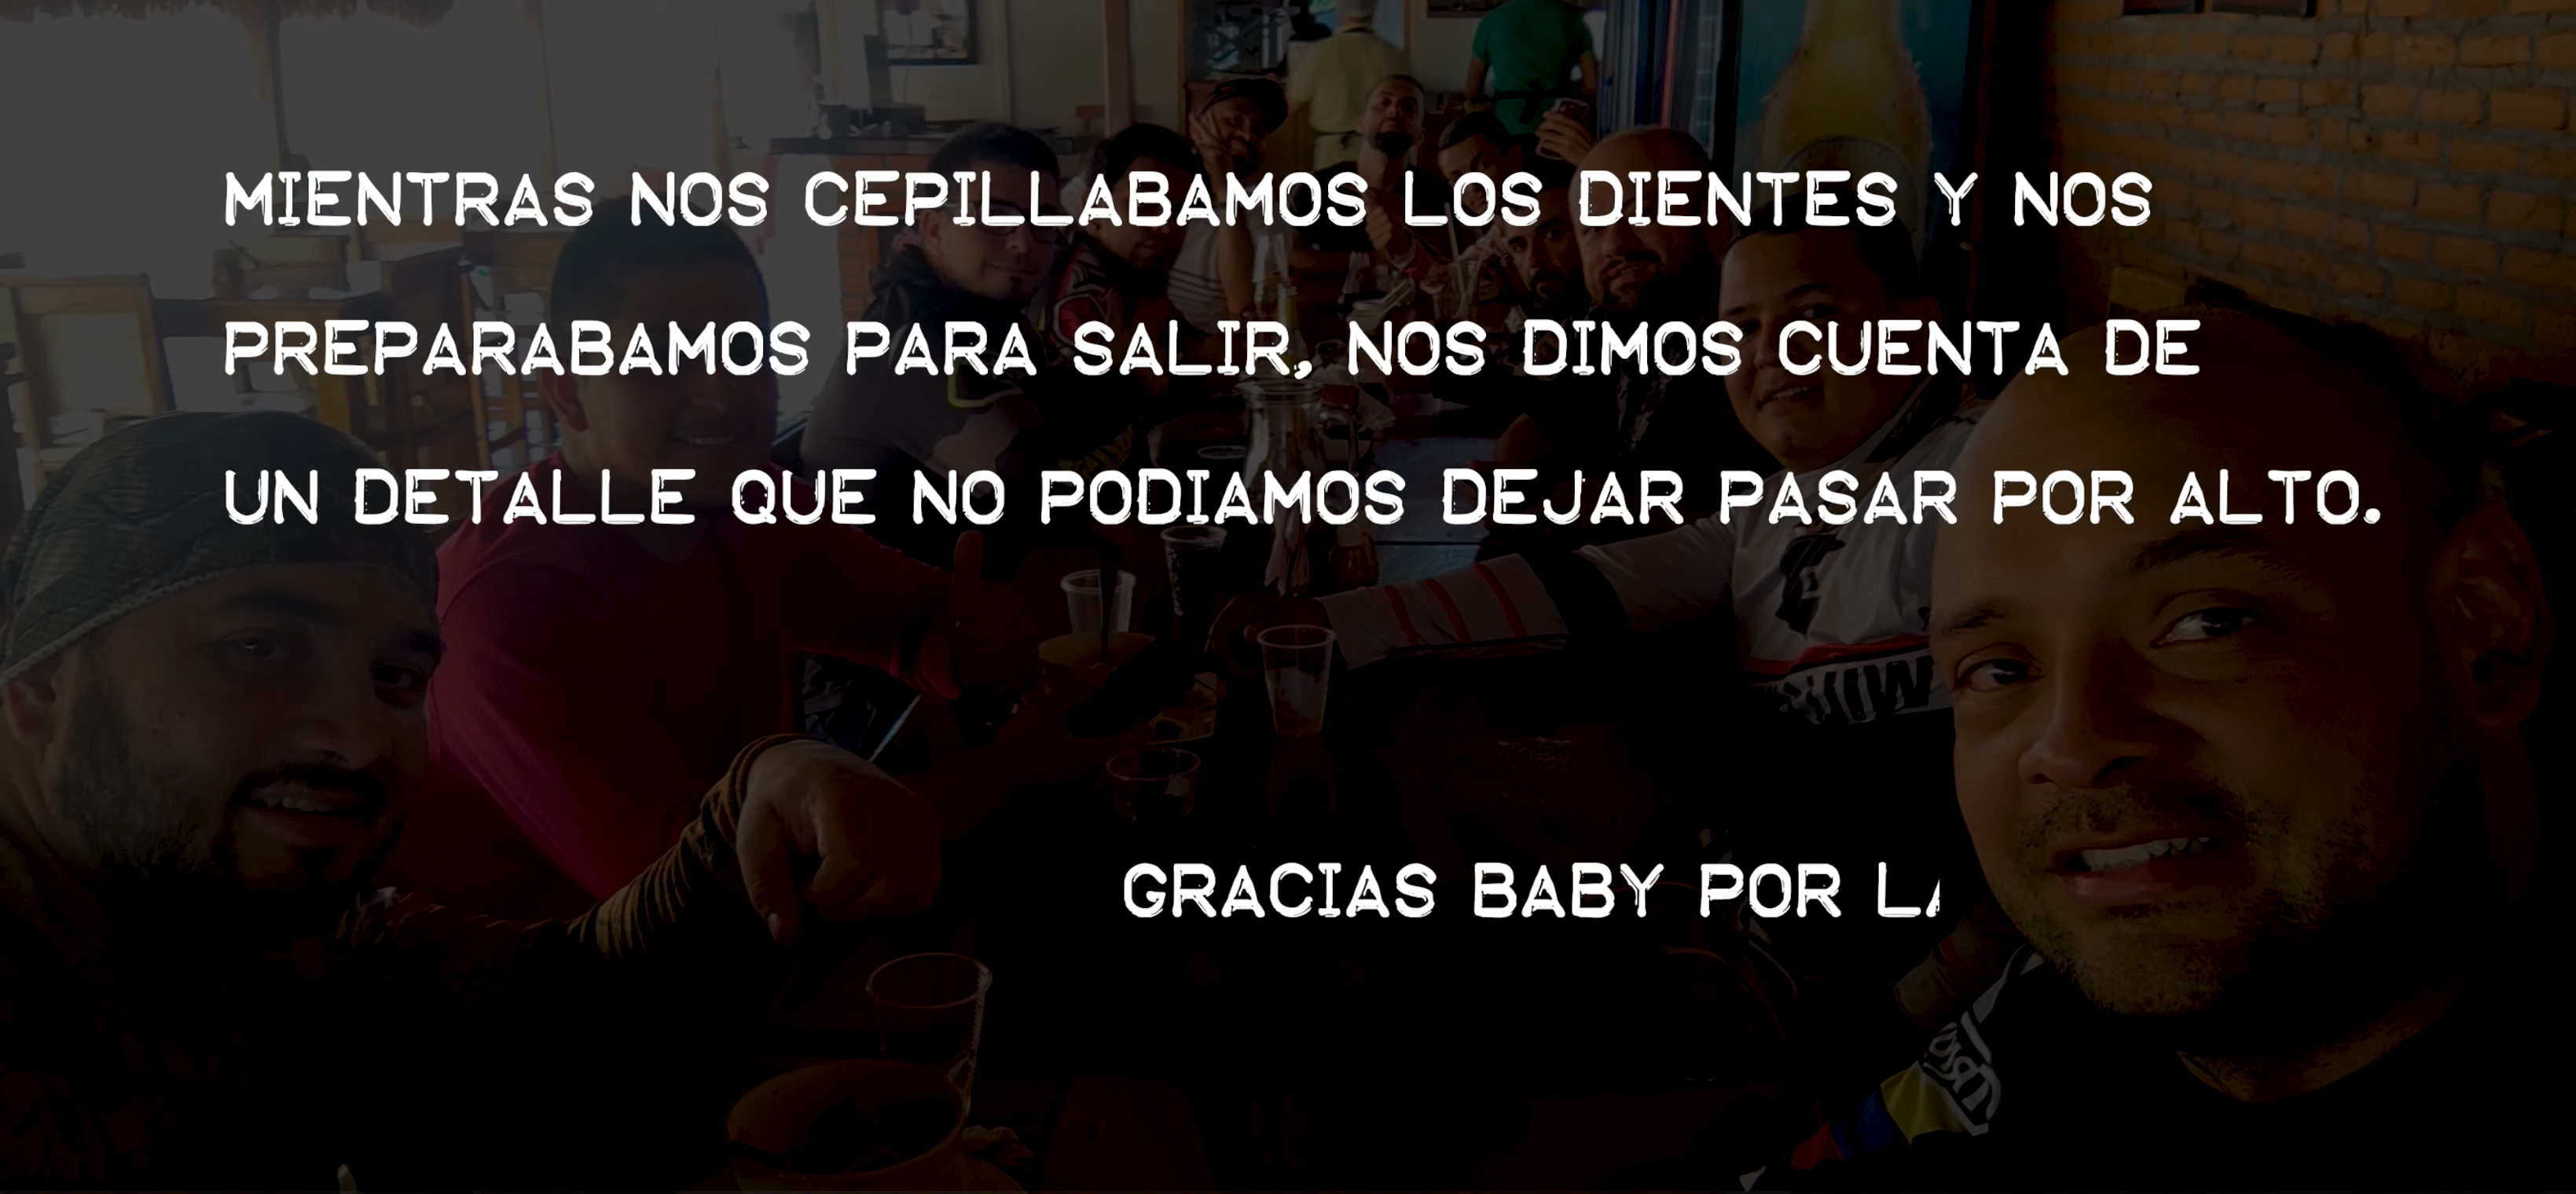 MIENTRAS NOS CEPILLABAMOS LOS DIENTES Y NOS
PREPARABAMOS PARA SALIR, NOS DIMOS CUENTA DE
UN DETALLE QUE NO PODIAMOS DEJAR PASAR POR ALTO.
GRACIAS BABY POR LA